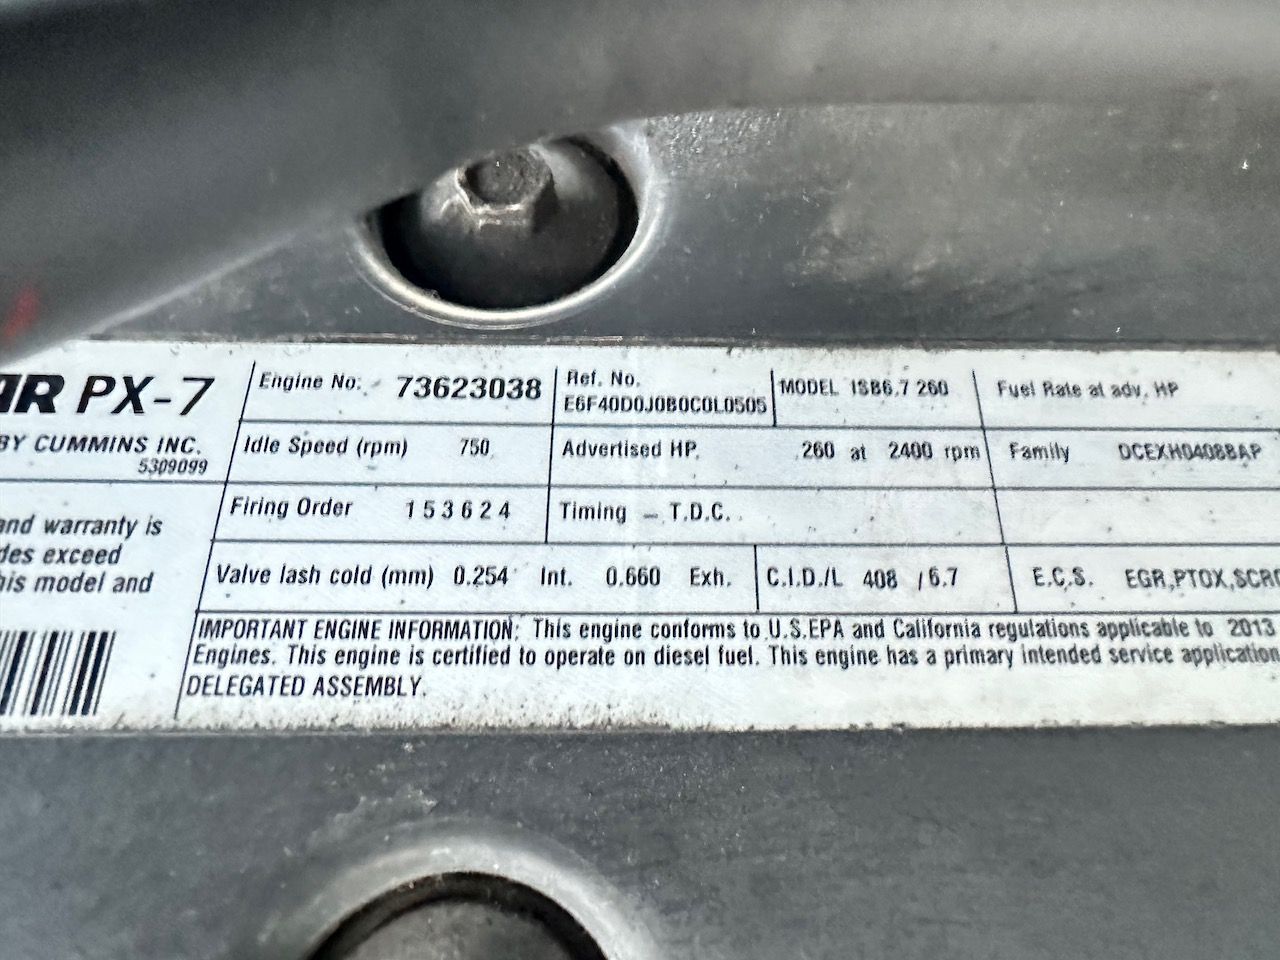 AR PX-7
BY CUMMINS INC.
5309099
and warranty is
des exceed
his model and
Engine No. 73623038
Ref. No.
E6F40D0J0B0C0L0505
MODEL ISB6.7 260
Fuel Rate at adv. HP
Idle Speed (rpm) 750
Advertised HP 260 at 2400 rpm
Family DCEXH0408BAP
Firing Order 1 5 3 6 2 4
Timing – T.D.C.
Valve lash cold (mm) 0.254 Int. 0.660 Exh.
C.I.D./L 408 / 6.7
E.C.S. EGR,PTOX,SCRC
IMPORTANT ENGINE INFORMATION: This engine conforms to U.S.EPA and California regulations applicable to 2013
Engines. This engine is certified to operate on diesel fuel. This engine has a primary intended service application
DELEGATED ASSEMBLY.